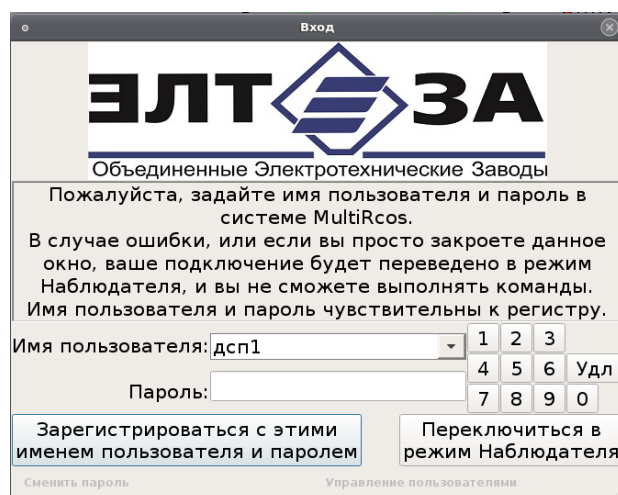 Вход
ЭЛТЕЗА
Объединенные Электротехнические Заводы
Пожалуйста, задайте имя пользователя и пароль в
системе MultiRcos.
В случае ошибки, или если вы просто закроете данное
окно, ваше подключение будет переведено в режим
Наблюдателя, и вы не сможете выполнять команды.
Имя пользователя и пароль чувствительны к регистру.
Имя пользователя: дсп1
1 2 3
4 5 6 Удл
Пароль:
7 8 9 0
Зарегистрироваться с этими
именем пользователя и паролем
Переключиться в
режим Наблюдателя
Сменить пароль
Управление пользователями